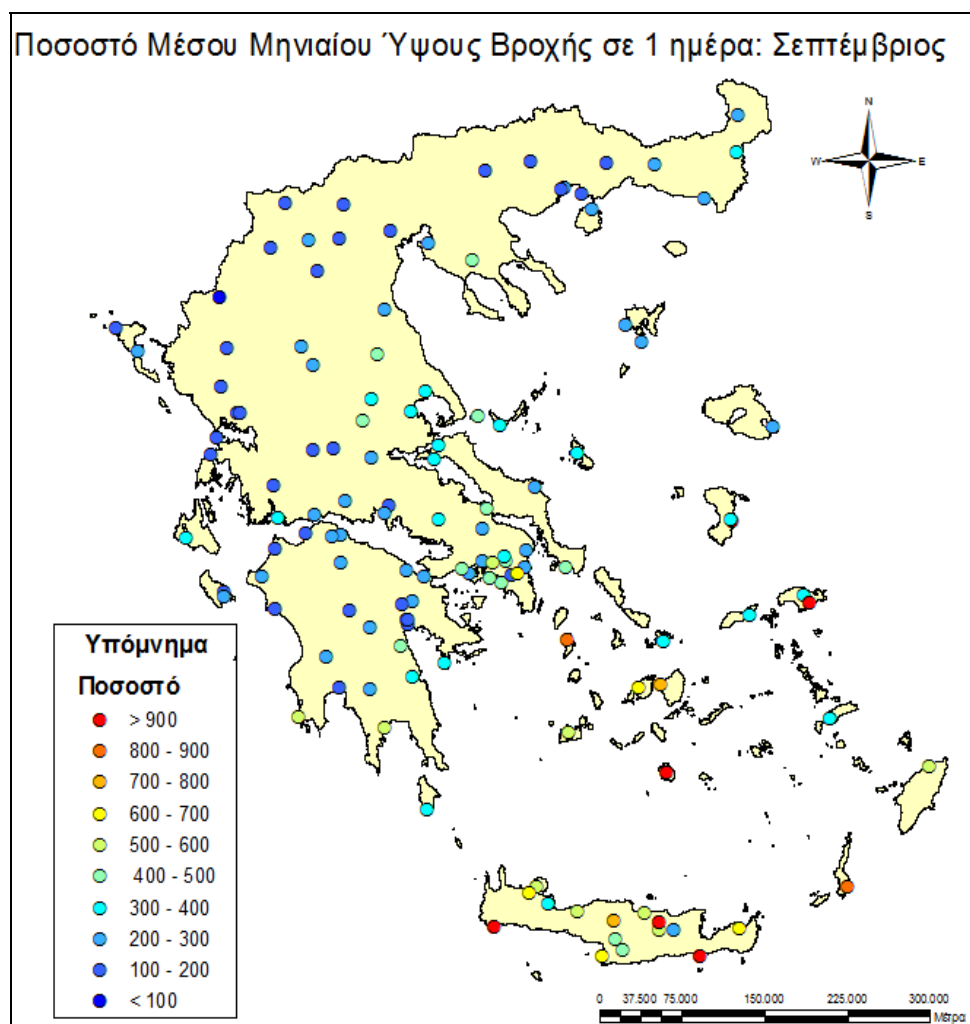 Ποσοστό Μέσου Μηνιαίου Ύψους Βροχής σε 1 ημέρα: Σεπτέμβριος
N
W E
S
Υπόμνημα
Ποσοστό
> 900
800 - 900
700 - 800
600 - 700
500 - 600
400 - 500
300 - 400
200 - 300
100 - 200
< 100
0 37.500 75.000 150.000 225.000 300.000
Μέτρα